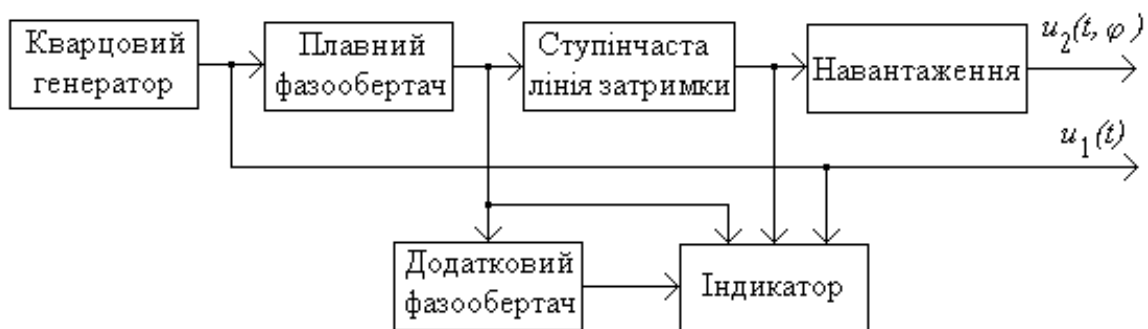 Кварцовий
генератор
Плавний
фазообертач
Ступінчаста
лінія затримки
Навантаження
u₂(t, φ)
u₁(t)
Додатковий
фазообертач
Індикатор